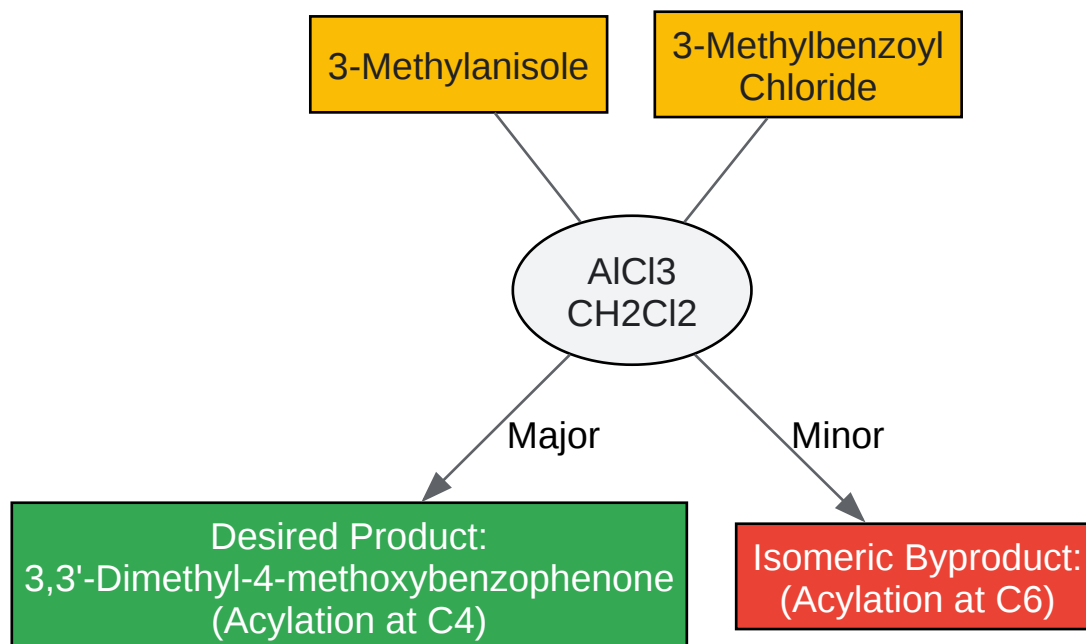 3-Methylanisole
3-Methylbenzoyl
Chloride
AlCl3
CH2Cl2
Major
Minor
Desired Product:
3,3'-Dimethyl-4-methoxybenzophenone
(Acylation at C4)
Isomeric Byproduct:
(Acylation at C6)